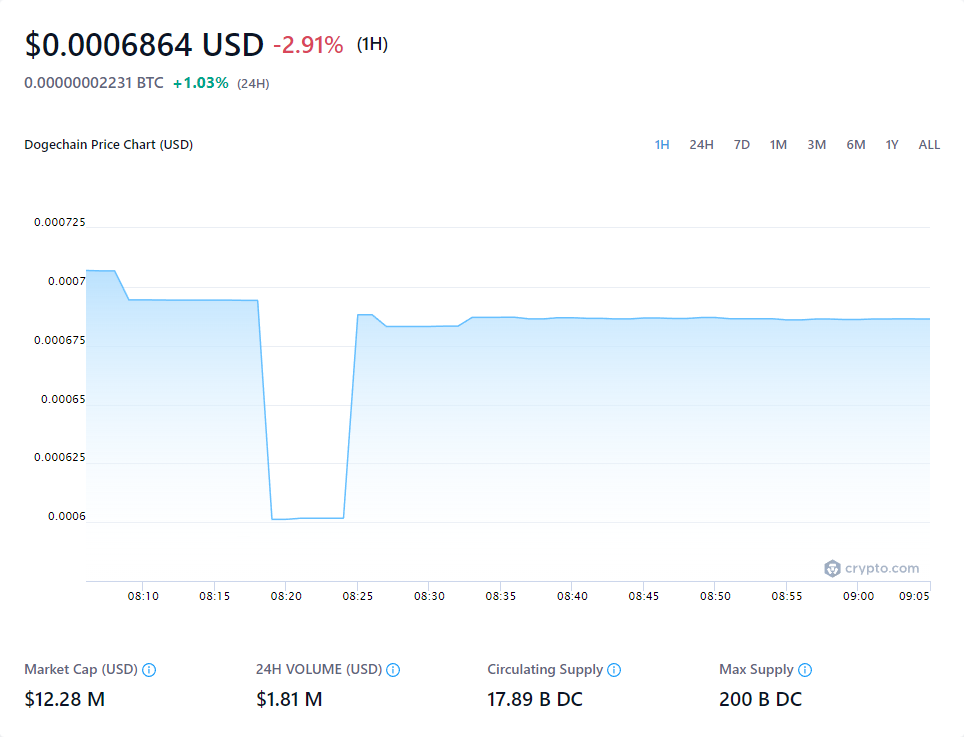 $0.0006864 USD -2.91% (1H)
0.00000002231 BTC +1.03% (24H)
Dogechain Price Chart (USD) 1H 24H 7D 1M 3M 6M 1Y ALL
0.000725
0.0007
0.000675
0.00065
0.000625
0.0006
crypto.com
08:10 08:15 08:20 08:25 08:30 08:35 08:40 08:45 08:50 08:55 09:00 09:05
Market Cap (USD) 24H VOLUME (USD) Circulating Supply Max Supply
$12.28 M $1.81 M 17.89 B DC 200 B DC